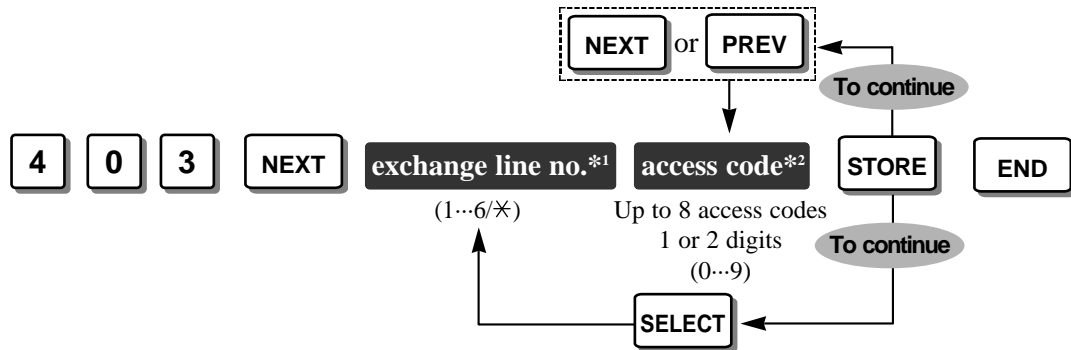 NEXT or PREV
To continue
4 0 3 NEXT exchange line no.*1 access code*2 STORE END
(1···6/✳)
Up to 8 access codes
1 or 2 digits
(0···9)
To continue
SELECT